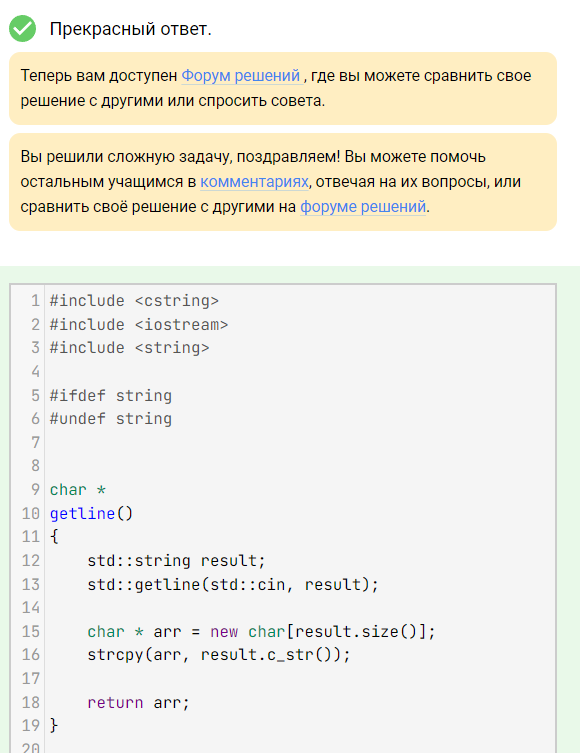 Прекрасный ответ.
Теперь вам доступен Форум решений , где вы можете сравнить свое
решение с другими или спросить совета.
Вы решили сложную задачу, поздравляем! Вы можете помочь
остальным учащимся в комментариях, отвечая на их вопросы, или
сравнить своё решение с другими на форуме решений.
1 #include <cstring>
2 #include <iostream>
3 #include <string>
4
5 #ifdef string
6 #undef string
7
8
9 char *
10 getline()
11 {
12     std::string result;
13     std::getline(std::cin, result);
14
15     char * arr = new char[result.size()];
16     strcpy(arr, result.c_str());
17
18     return arr;
19 }
20